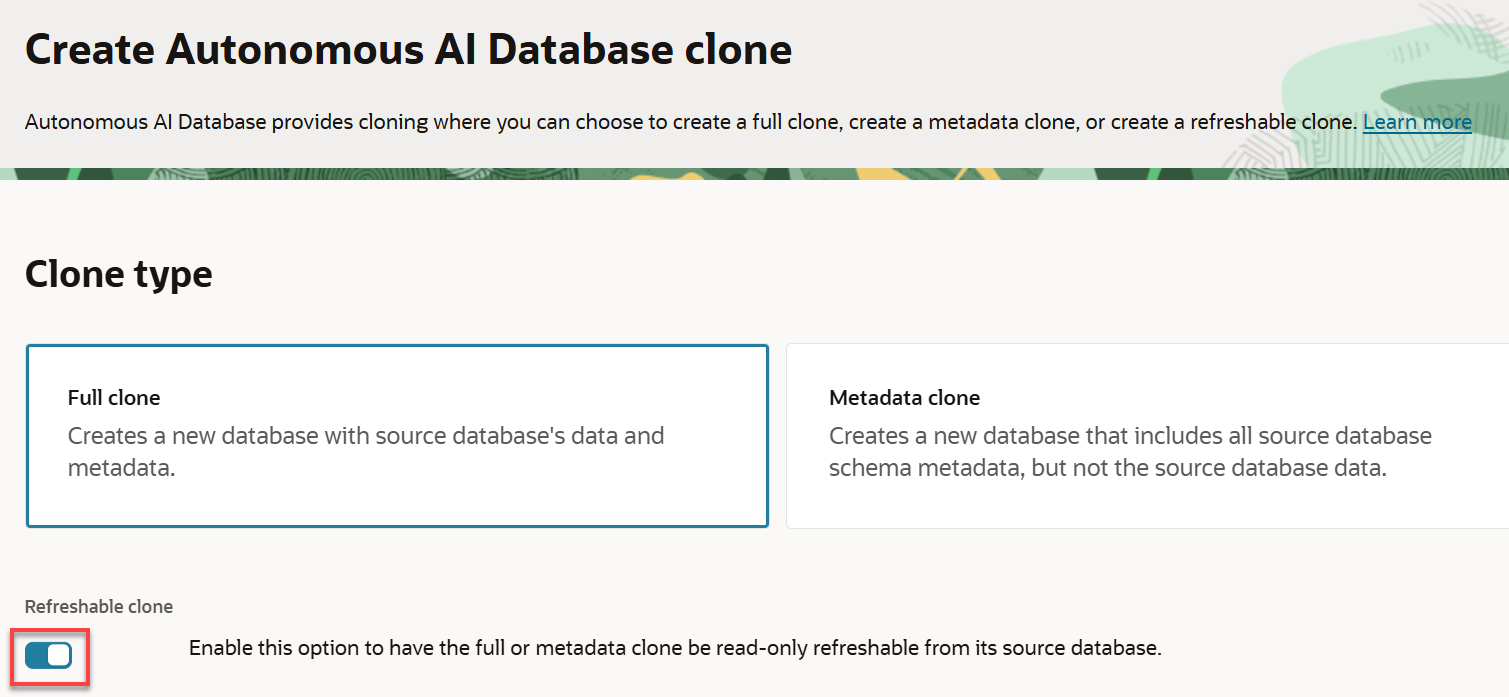 Create Autonomous AI Database clone
Autonomous AI Database provides cloning where you can choose to create a full clone, create a metadata clone, or create a refreshable clone. Learn more
Clone type
Full clone
Creates a new database with source database's data and
metadata.
Metadata clone
Creates a new database that includes all source database
schema metadata, but not the source database data.
Refreshable clone
Enable this option to have the full or metadata clone be read-only refreshable from its source database.